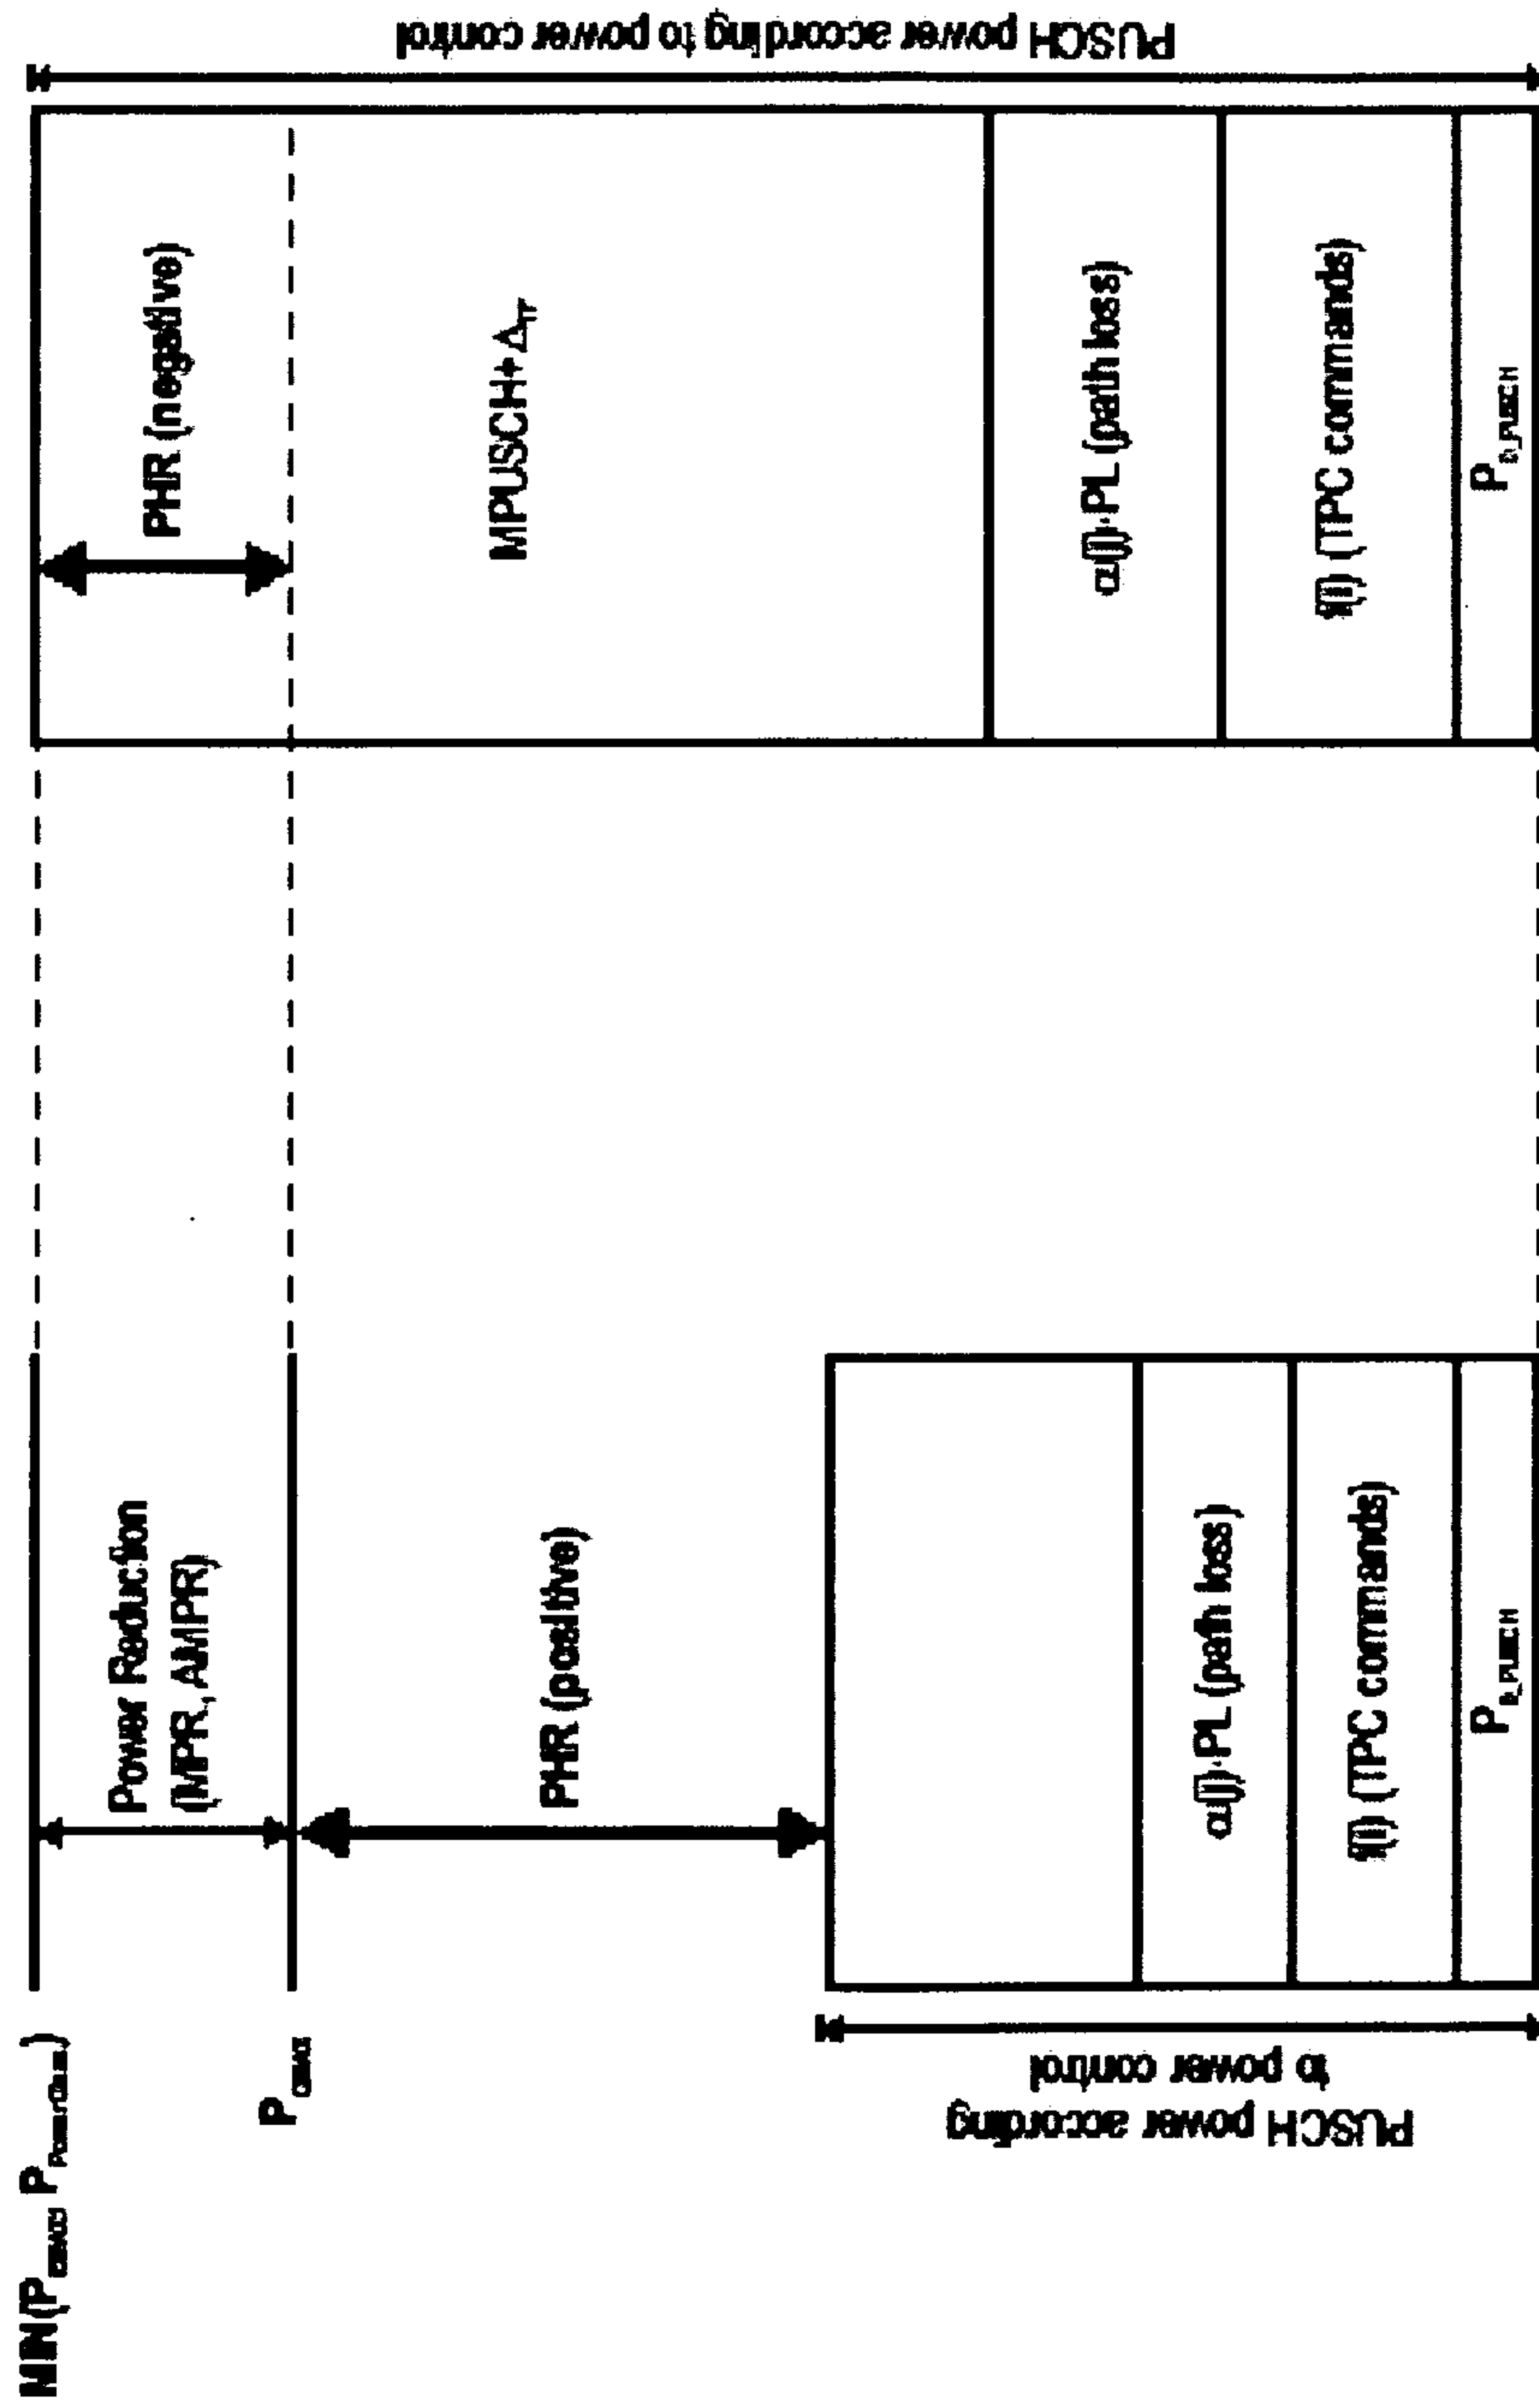 MIN(P_EMAX, P_PowerClass)
P_CMAX
Power Reduction
(MPR, AMPR)
PHR (positive)
PUSCH power according
to power control
α(j)·PL (path loss)
f(i) (TPC commands)
P_0_PUSCH
PHR (negative)
MPUSCH+Δ_TF
α(j)·PL (path loss)
f(i) (TPC commands)
P_0_PUSCH
PUSCH power according to power control